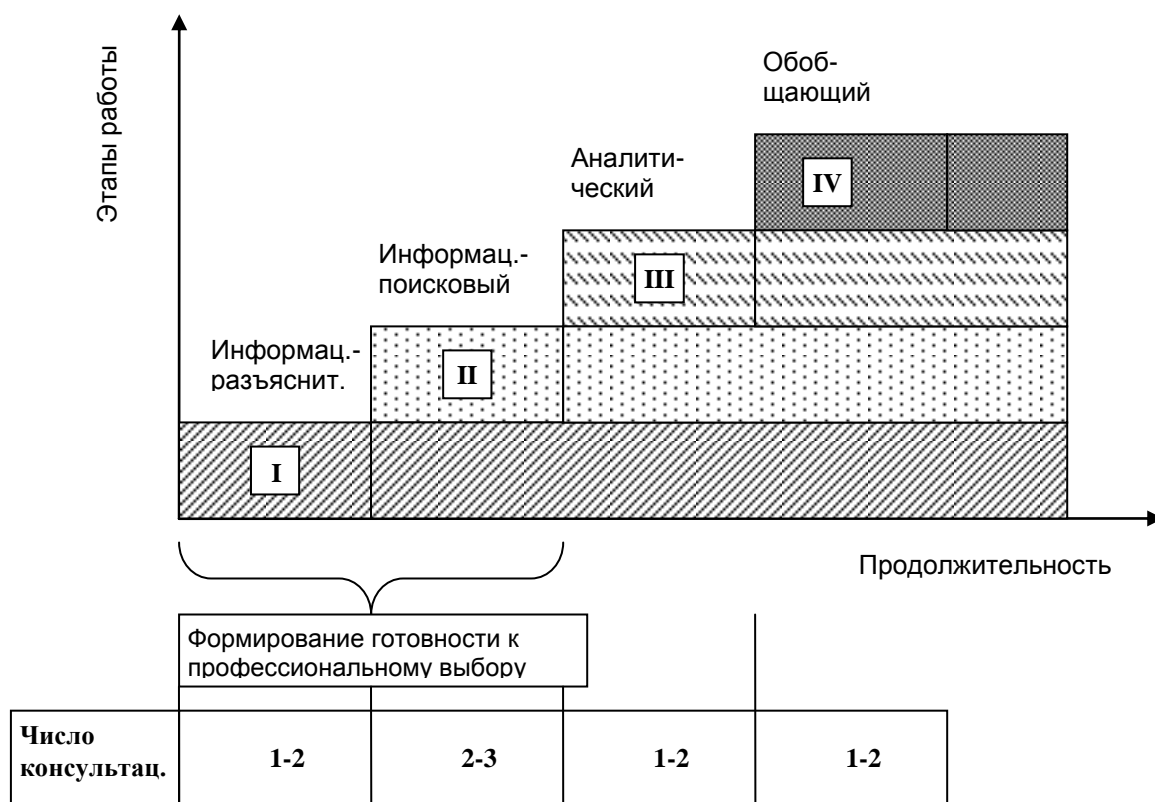 Этапы работы
Обоб-
щающий
Аналити-
ческий
IV
Информац.-
поисковый
III
Информац.-
разъяснит.
II
I
Продолжительность
Формирование готовности к
профессиональному выбору
Число
консультац.
1-2
2-3
1-2
1-2